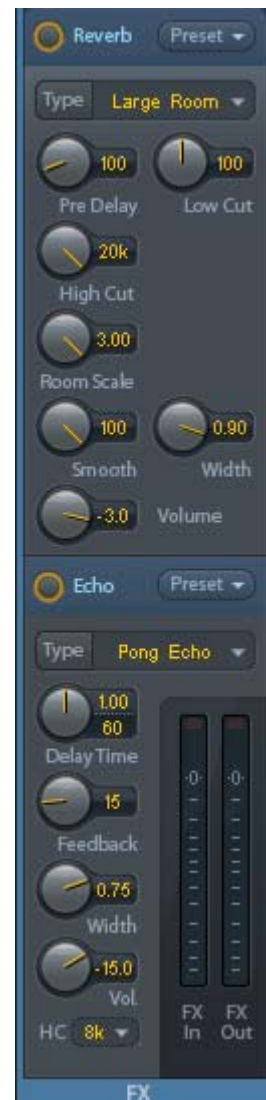 Reverb Preset
Type Large Room
100 100
Pre Delay Low Cut
20k
High Cut
3.00
Room Scale
100 0.90
Smooth Width
-3.0 Volume
Echo Preset
Type Pong Echo
1.00
60
Delay Time
-0- -0-
15
Feedback
0.75
Width
-15.0
Vol.
HC 8k
FX FX
In Out
FX